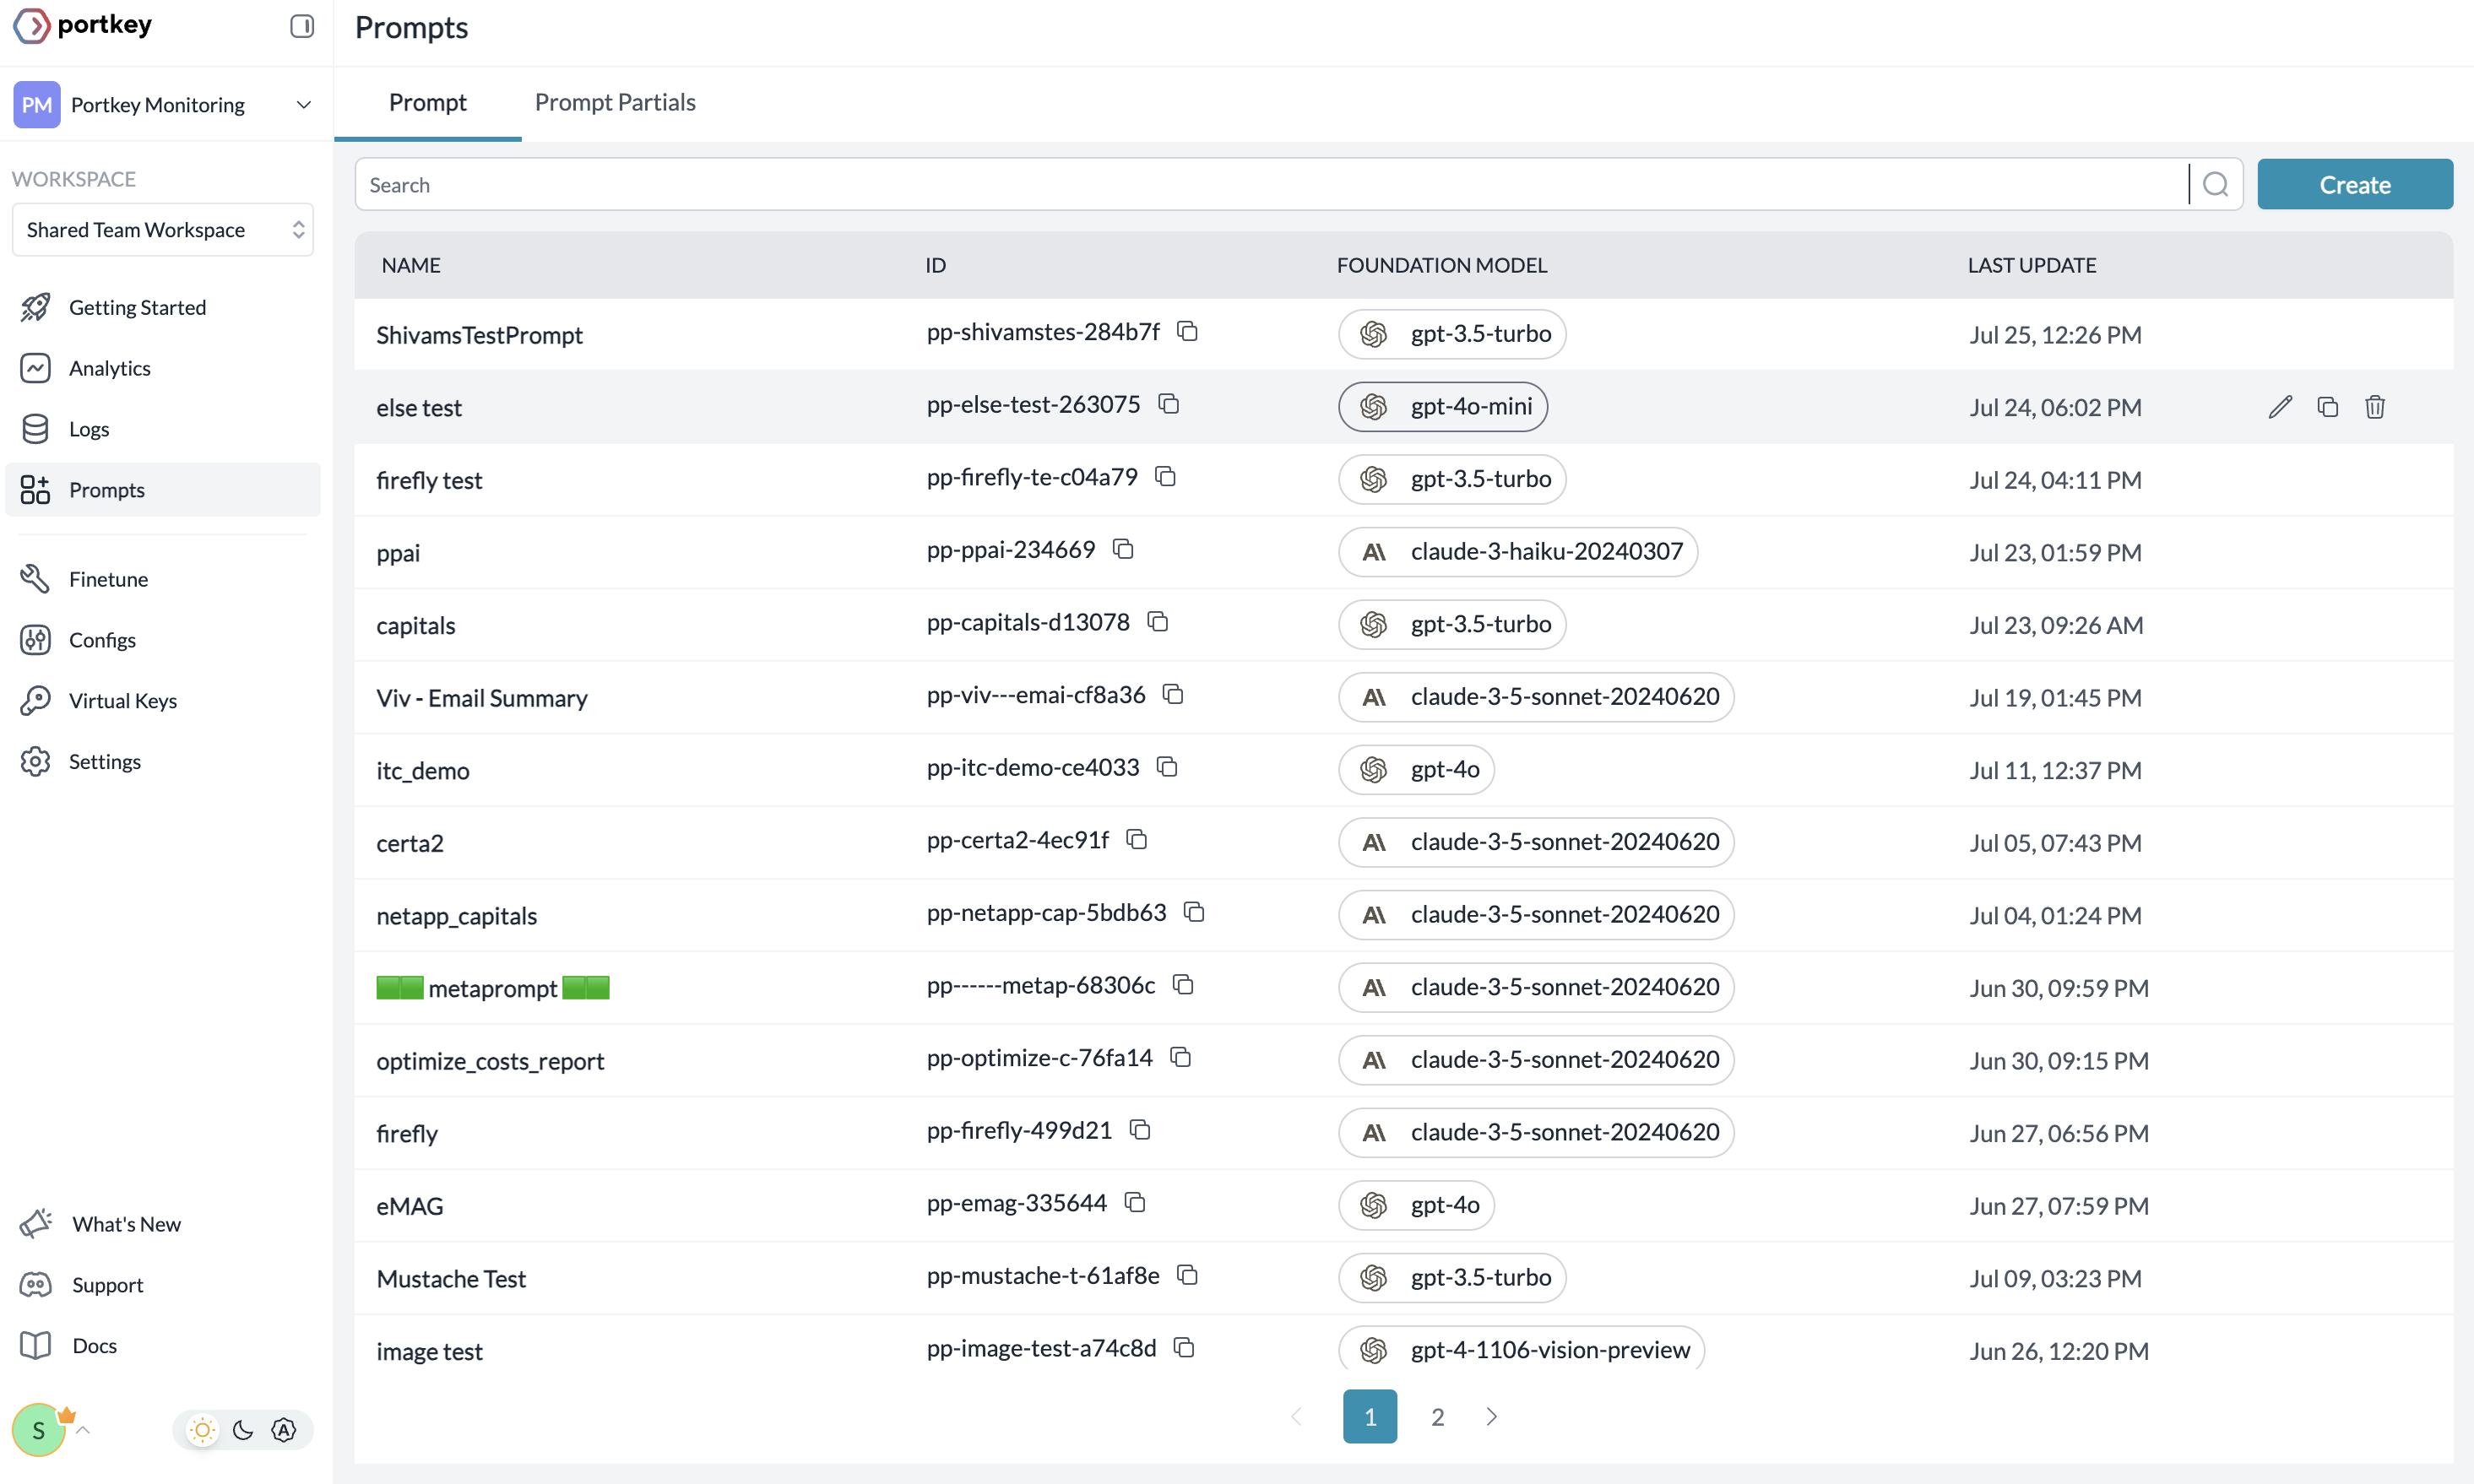 portkey
Prompts
PM Portkey Monitoring
Prompt Prompt Partials
WORKSPACE
Shared Team Workspace
Getting Started
Analytics
Logs
Prompts
Finetune
Configs
Virtual Keys
Settings
What's New
Support
Docs
S
Search
Create
NAME ID FOUNDATION MODEL LAST UPDATE
ShivamsTestPrompt pp-shivamstes-284b7f gpt-3.5-turbo Jul 25, 12:26 PM
else test pp-else-test-263075 gpt-4o-mini Jul 24, 06:02 PM
firefly test pp-firefly-te-c04a79 gpt-3.5-turbo Jul 24, 04:11 PM
ppai pp-ppai-234669 claude-3-haiku-20240307 Jul 23, 01:59 PM
capitals pp-capitals-d13078 gpt-3.5-turbo Jul 23, 09:26 AM
Viv - Email Summary pp-viv---emai-cf8a36 claude-3-5-sonnet-20240620 Jul 19, 01:45 PM
itc_demo pp-itc-demo-ce4033 gpt-4o Jul 11, 12:37 PM
certa2 pp-certa2-4ec91f claude-3-5-sonnet-20240620 Jul 05, 07:43 PM
netapp_capitals pp-netapp-cap-5bdb63 claude-3-5-sonnet-20240620 Jul 04, 01:24 PM
🟩🟩 metaprompt 🟩🟩 pp------metap-68306c claude-3-5-sonnet-20240620 Jun 30, 09:59 PM
optimize_costs_report pp-optimize-c-76fa14 claude-3-5-sonnet-20240620 Jun 30, 09:15 PM
firefly pp-firefly-499d21 claude-3-5-sonnet-20240620 Jun 27, 06:56 PM
eMAG pp-emag-335644 gpt-4o Jun 27, 07:59 PM
Mustache Test pp-mustache-t-61af8e gpt-3.5-turbo Jul 09, 03:23 PM
image test pp-image-test-a74c8d gpt-4-1106-vision-preview Jun 26, 12:20 PM
1 2